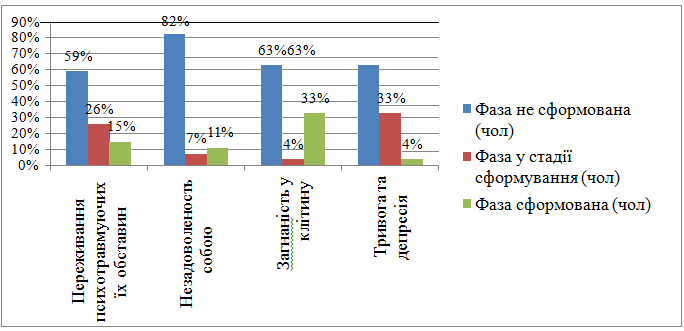 90%
80%
70%
60%
50%
40%
30%
20%
10%
0%
59%
26%
15%
82%
7%
11%
63%
4%
33%
63%
33%
4%
Переживання
психотравмуючих
їх обставин
Незадоволеность
собою
Загнаність у
клітину
Тривога та
депресія
Фаза не сформована
(чол)
Фаза у стадії
сформування (чол)
Фаза сформована (чол)